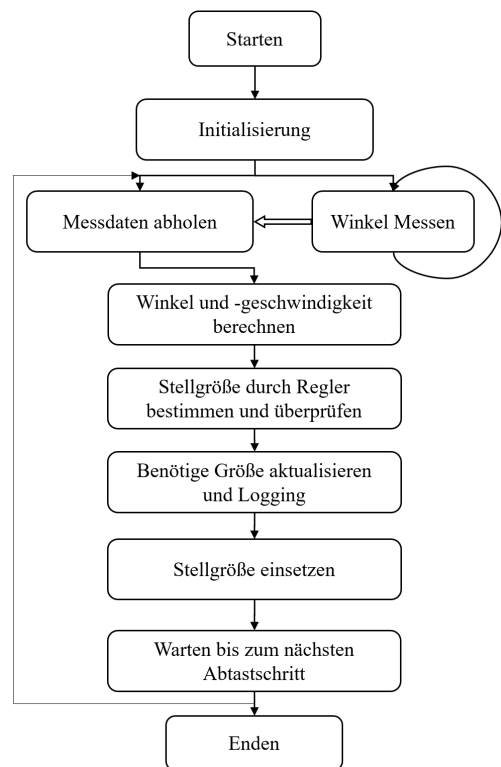 Starten
Initialisierung
Messdaten abholen
Winkel Messen
Winkel und -geschwindigkeit
berechnen
Stellgröße durch Regler
bestimmen und überprüfen
Benötige Größe aktualisieren
und Logging
Stellgröße einsetzen
Warten bis zum nächsten
Abtastschritt
Enden